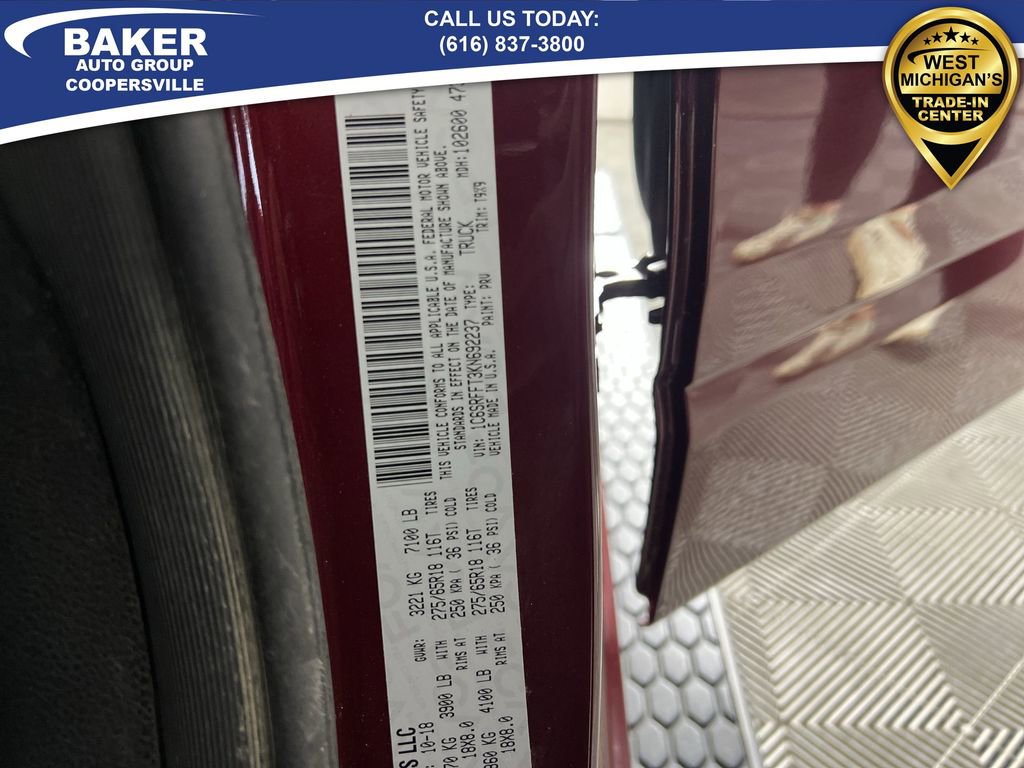 BAKER
AUTO GROUP
COOPERSVILLE
CALL US TODAY:
(616) 837-3800
WEST
MICHIGAN'S
TRADE-IN
CENTER
S LLC
10-18 GVWR: 3221 KG 7100 LB
70 KG 3900 LB WITH 275/65R18 116T TIRES
18X8.0 RIMS AT 250 KPA ( 36 PSI) COLD
860 KG 4100 LB WITH 275/65R18 116T TIRES
18X8.0 RIMS AT 250 KPA ( 36 PSI) COLD
THIS VEHICLE CONFORMS TO ALL APPLICABLE U.S.A. FEDERAL MOTOR VEHICLE SAFETY
STANDARDS IN EFFECT ON THE DATE OF MANUFACTURE SHOWN ABOVE.
VIN: 1C6SRFFT3KN692237 TYPE: TRUCK MDH:102600 47
VEHICLE MADE IN U.S.A. PAINT: PRV TRIM: T9X9